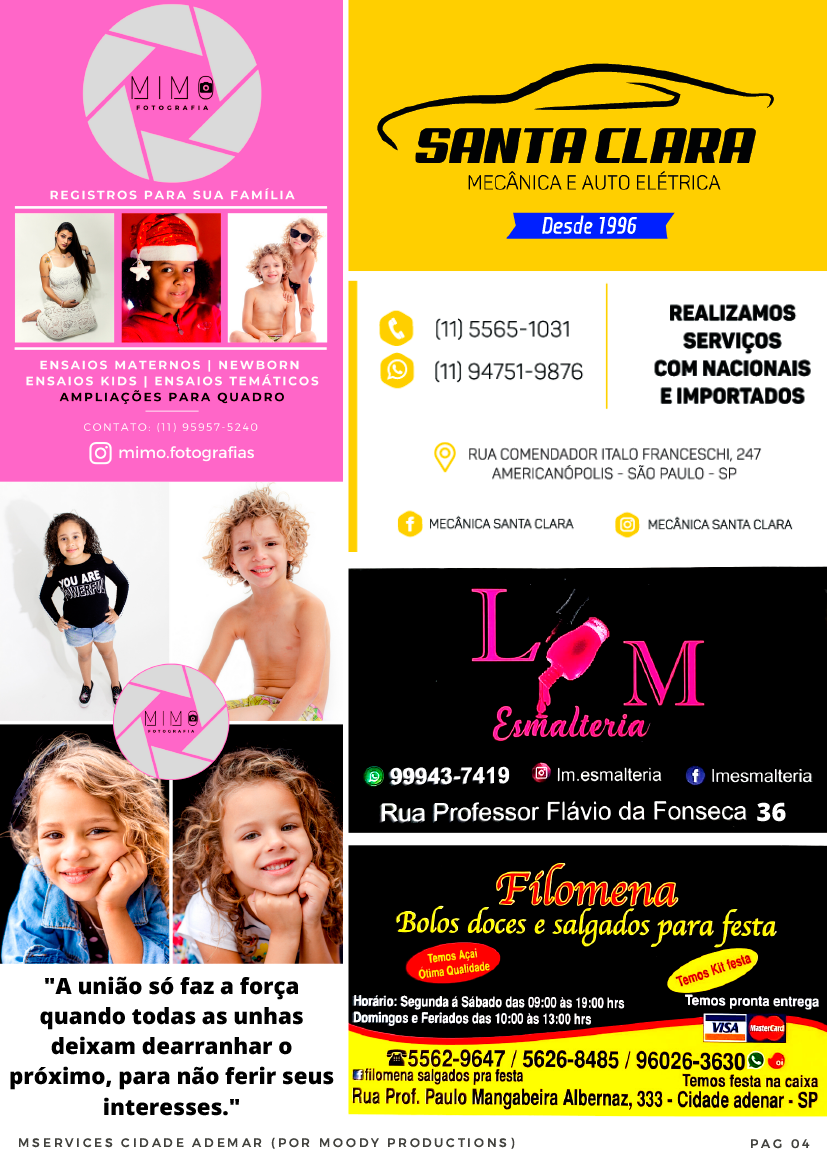 MIMO
FOTOGRAFIA
REGISTROS PARA SUA FAMÍLIA
ENSAIOS MATERNOS | NEWBORN
ENSAIOS KIDS | ENSAIOS TEMÁTICOS
AMPLIAÇÕES PARA QUADRO
CONTATO: (11) 95957-5240
mimo.fotografias
YOU ARE
POWERFUL
MIMO
FOTOGRAFIA
"A união só faz a força
quando todas as unhas
deixam dearranhar o
próximo, para não ferir seus
interesses."
SANTA CLARA
MECÂNICA E AUTO ELÉTRICA
Desde 1996
(11) 5565-1031
(11) 94751-9876
REALIZAMOS
SERVIÇOS
COM NACIONAIS
E IMPORTADOS
RUA COMENDADOR ITALO FRANCESCHI, 247
AMERICANÓPOLIS - SÃO PAULO - SP
MECÂNICA SANTA CLARA
MECÂNICA SANTA CLARA
L M
Esmalteria
99943-7419 lm.esmalteria lmesmalteria
Rua Professor Flávio da Fonseca 36
Filomena
Bolos doces e salgados para festa
Temos Açai
Otima Qualidade
Temos Kit festa
Horário: Segunda á Sábado das 09:00 às 19:00 hrs
Domingos e Feriados das 10:00 às 13:00 hrs
Temos pronta entrega
VISA MasterCard
5562-9647 / 5626-8485 / 96026-3630 Oi
filomena salgados pra festa
Temos festa na caixa
Rua Prof. Paulo Mangabeira Albernaz, 333 - Cidade adenar - SP
MSERVICES CIDADE ADEMAR (POR MOODY PRODUCTIONS)
PAG 04